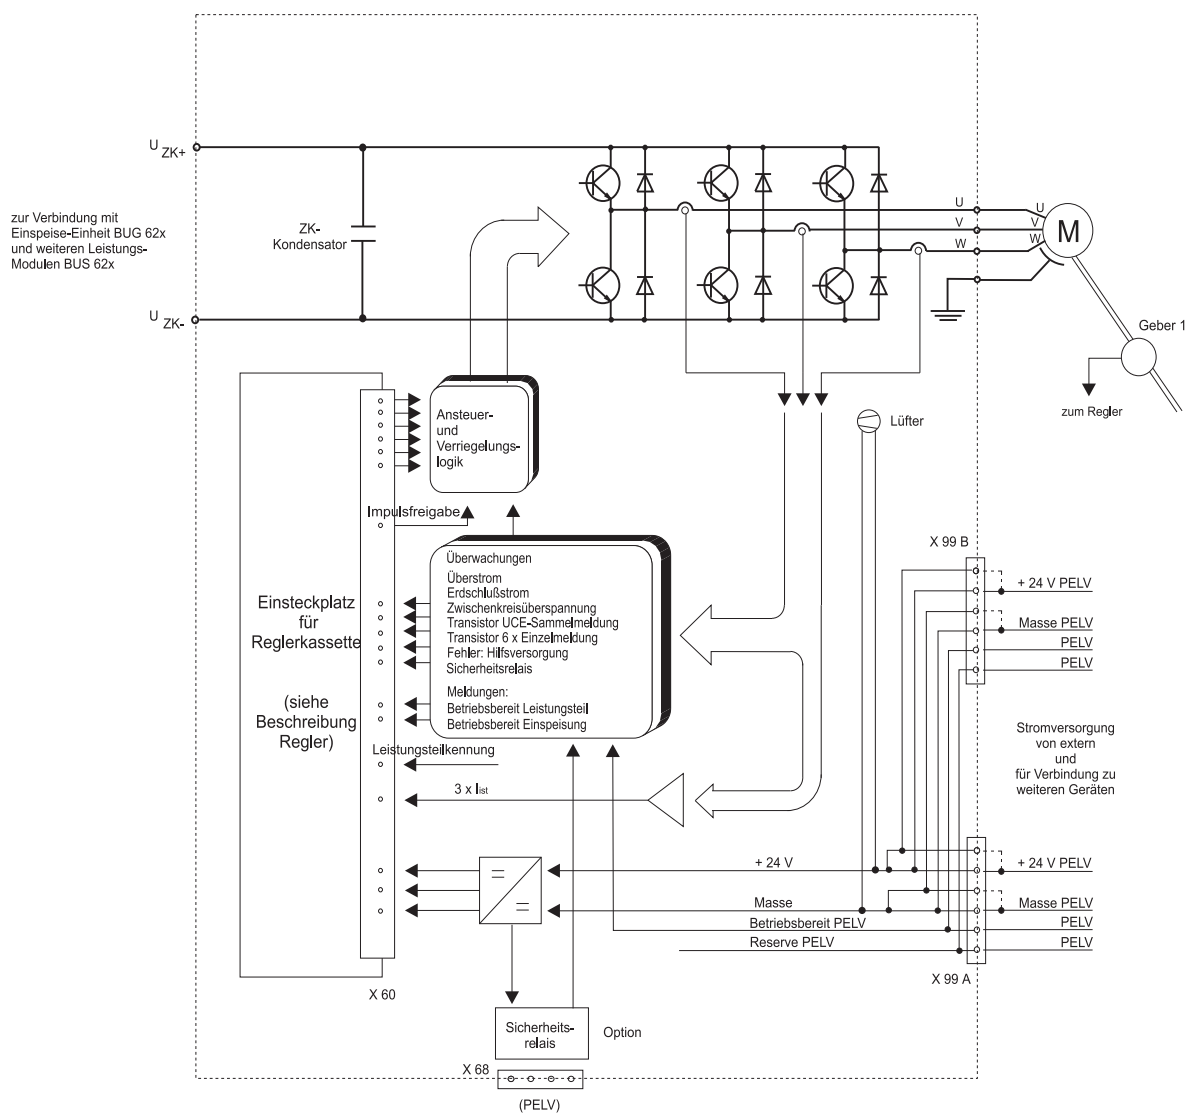 U ZK+
zur Verbindung mit
Einspeise-Einheit BUG 62x
und weiteren Leistungs-
Modulen BUS 62x
ZK-
Kondensator
U ZK-
U
V
W
U
V
W
M
Geber 1
zum Regler
Ansteuer-
und
Verriegelungs-
logik
Lüfter
Impulsfreigabe
Überwachungen
Überstrom
Erdschlußstrom
Zwischenkreisüberspannung
Transistor UCE-Sammelmeldung
Transistor 6 x Einzelmeldung
Fehler: Hilfsversorgung
Sicherheitsrelais
Meldungen:
Betriebsbereit Leistungsteil
Betriebsbereit Einspeisung
Einsteckplatz
für
Reglerkassette
(siehe
Beschreibung
Regler)
Leistungsteilkennung
3 x Iist
X 99 B
+ 24 V PELV
Masse PELV
PELV
PELV
Stromversorgung
von extern
und
für Verbindung zu
weiteren Geräten
+ 24 V
Masse
Betriebsbereit PELV
Reserve PELV
+ 24 V PELV
Masse PELV
PELV
PELV
X 99 A
X 60
Sicherheits-
relais
Option
X 68
(PELV)